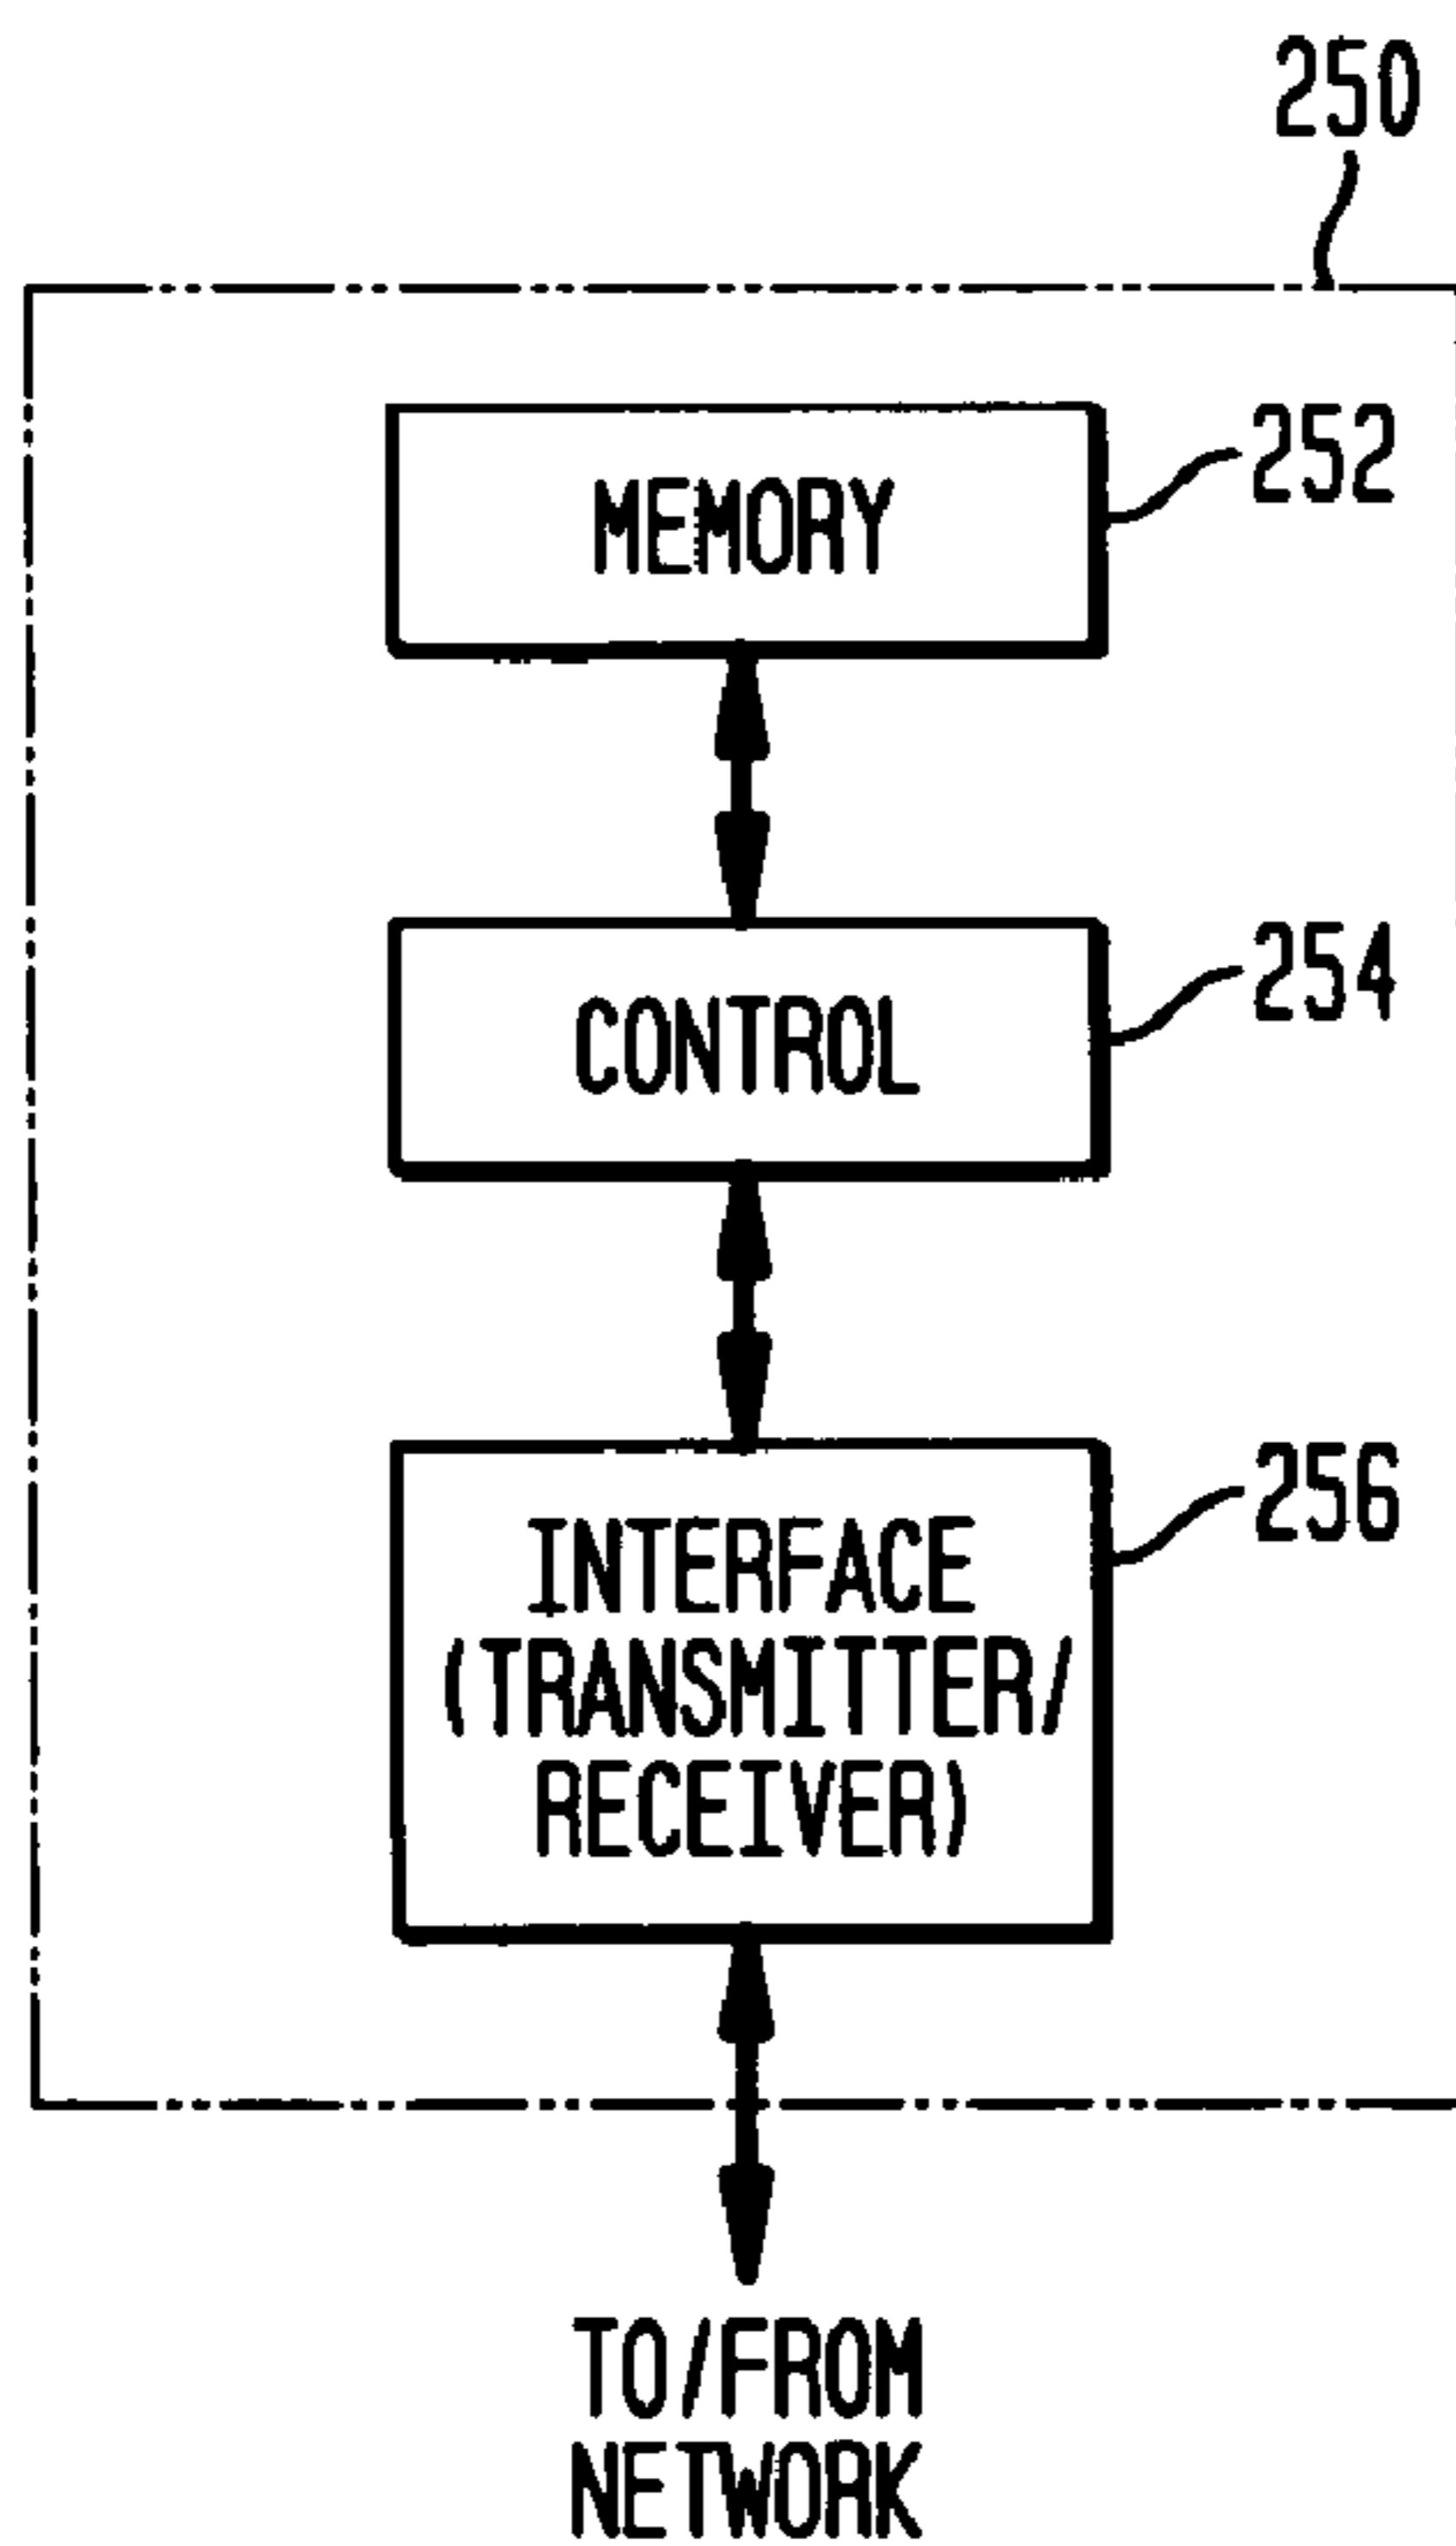 250
MEMORY
252
CONTROL
254
INTERFACE
(TRANSMITTER/
RECEIVER)
256
TO/FROM
NETWORK